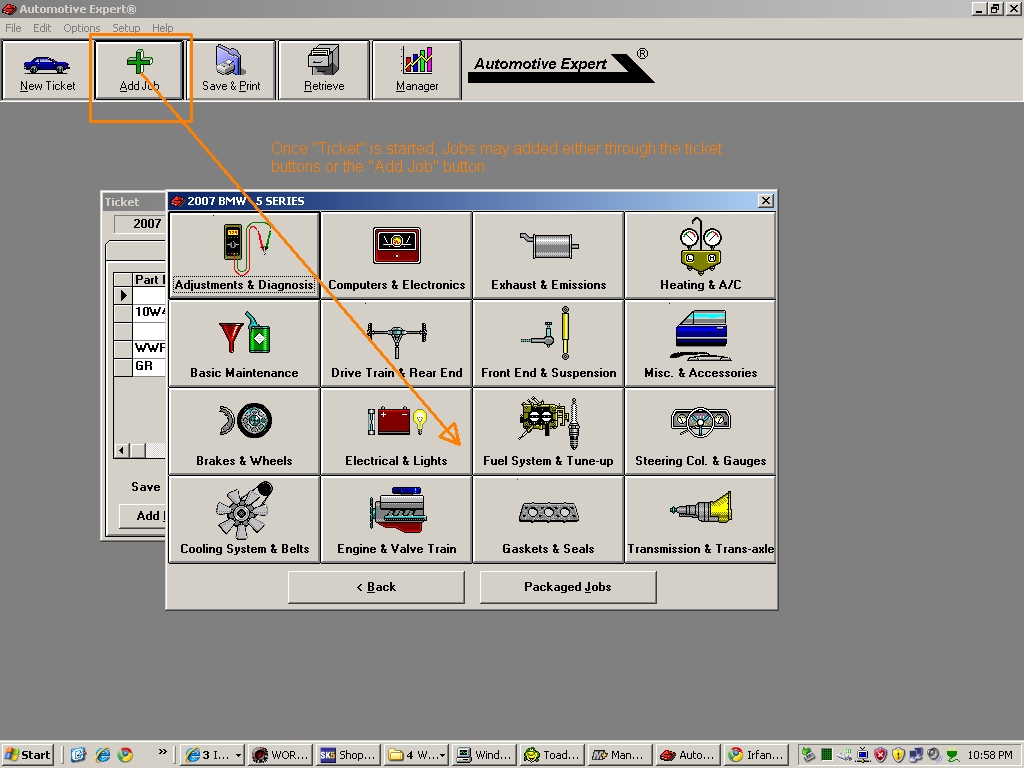 Automotive Expert®
File Edit Options Setup Help
New Ticket
Add Job
Save & Print
Retrieve
Manager
Automotive Expert ®
Once "Ticket" is started, Jobs may added either through the ticket
buttons or the "Add Job" button
Ticket
2007
Part
10W4
WWF
GR
Save
Add
2007 BMW 5 SERIES
Adjustments & Diagnosis
Computers & Electronics
Exhaust & Emissions
Heating & A/C
Basic Maintenance
Drive Train & Rear End
Front End & Suspension
Misc. & Accessories
Brakes & Wheels
Electrical & Lights
Fuel System & Tune-up
Steering Col. & Gauges
Cooling System & Belts
Engine & Valve Train
Gaskets & Seals
Transmission & Trans-axle
< Back
Packaged Jobs
Start
»
3 I...
WOR...
SKS Shop...
4 W...
Wind...
Toad...
Man...
Auto...
Irfan...
10:58 PM